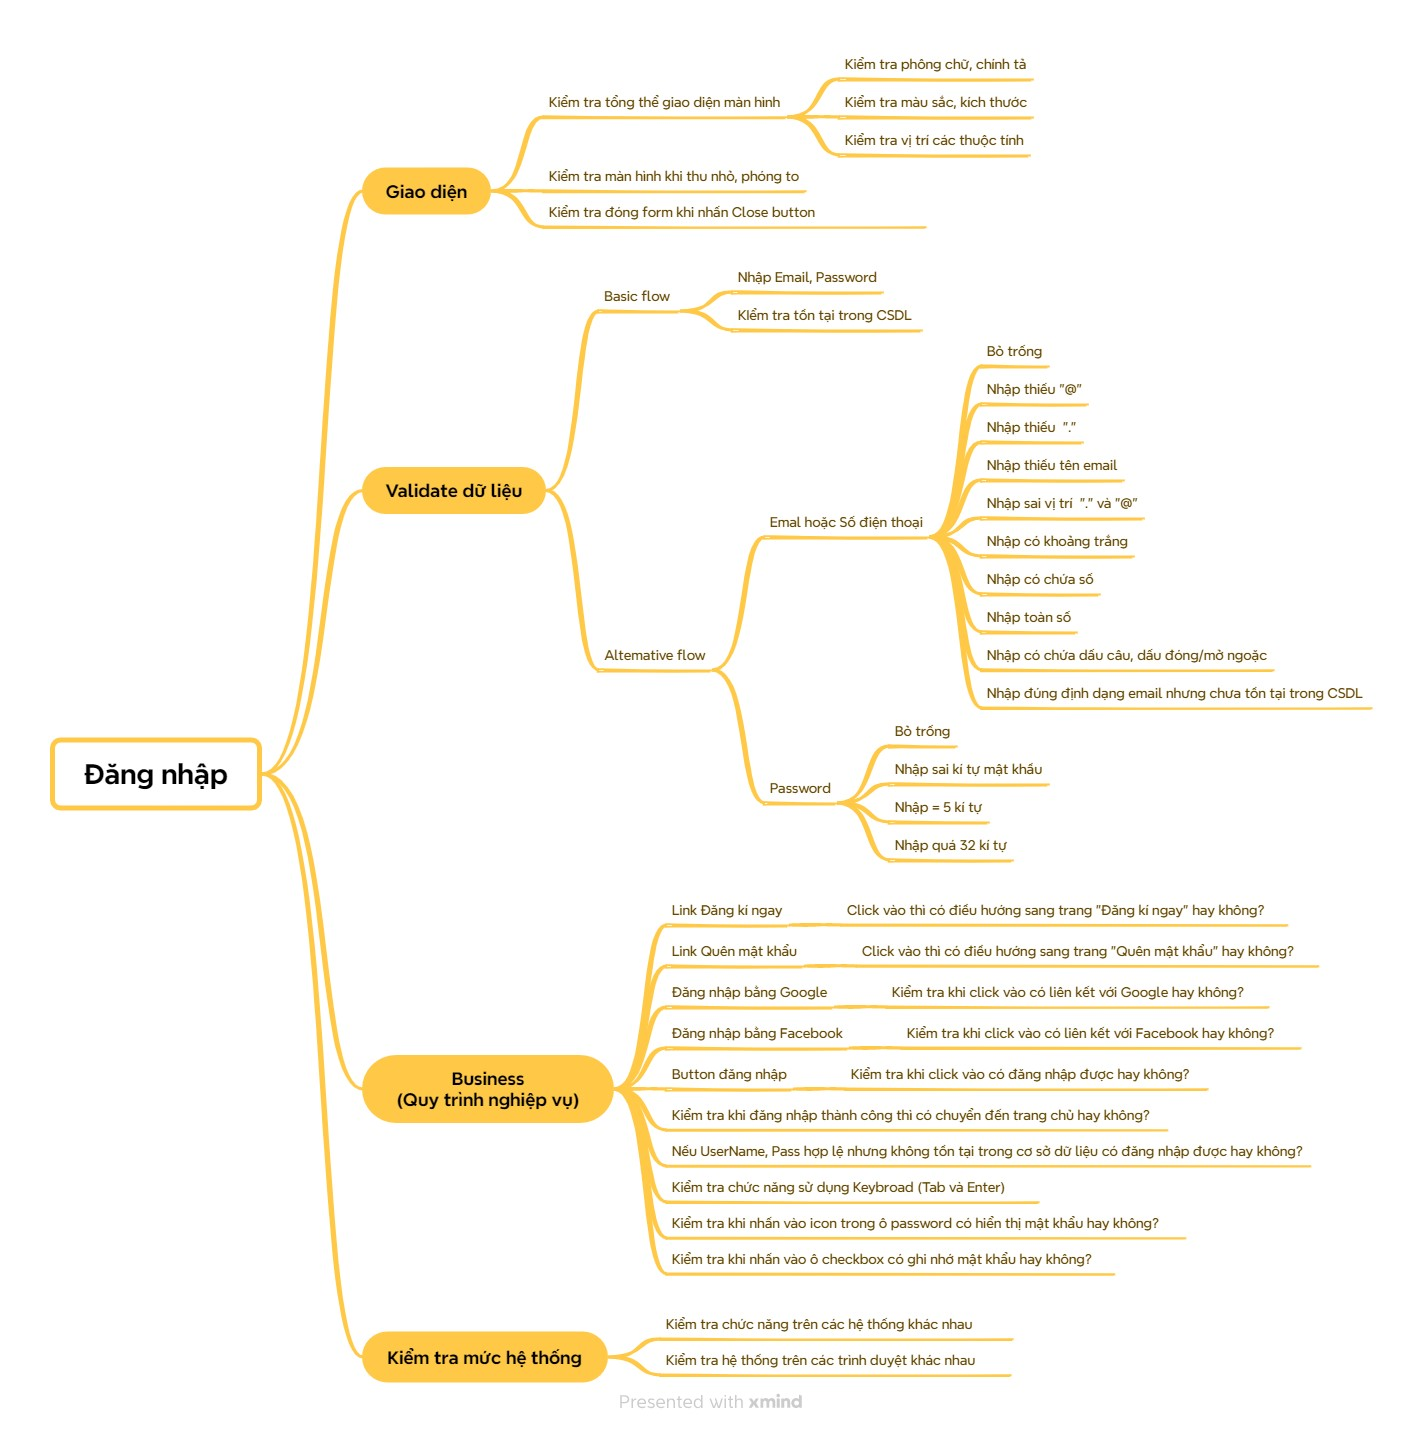 Đăng nhập
Giao diện
Kiểm tra tổng thể giao diện màn hình
Kiểm tra phông chữ, chính tả
Kiểm tra màu sắc, kích thước
Kiểm tra vị trí các thuộc tính
Kiểm tra màn hình khi thu nhỏ, phóng to
Kiểm tra đóng form khi nhấn Close button
Validate dữ liệu
Basic flow
Nhập Email, Password
KIểm tra tồn tại trong CSDL
Altemative flow
Emal hoặc Số điện thoại
Bỏ trống
Nhập thiếu "@"
Nhập thiếu "."
Nhập thiếu tên email
Nhập sai vị trí "." và "@"
Nhập có khoảng trắng
Nhập có chứa số
Nhập toàn số
Nhập có chứa dấu câu, dấu đóng/mở ngoặc
Nhập đúng định dạng email nhưng chưa tồn tại trong CSDL
Password
Bỏ trống
Nhập sai kí tự mật khẩu
Nhập = 5 kí tự
Nhập quá 32 kí tự
Business
(Quy trình nghiệp vụ)
Link Đăng kí ngay
Click vào thì có điều hướng sang trang "Đăng kí ngay" hay không?
Link Quên mật khẩu
Click vào thì có điều hướng sang trang "Quên mật khẩu" hay không?
Đăng nhập bằng Google
Kiểm tra khi click vào có liên kết với Google hay không?
Đăng nhập bằng Facebook
Kiểm tra khi click vào có liên kết với Facebook hay không?
Button đăng nhập
Kiểm tra khi click vào có đăng nhập được hay không?
Kiểm tra khi đăng nhập thành công thì có chuyển đến trang chủ hay không?
Nếu UserName, Pass hợp lệ nhưng không tồn tại trong cơ sở dữ liệu có đăng nhập được hay không?
Kiểm tra chức năng sử dụng Keybroad (Tab và Enter)
Kiểm tra khi nhấn vào icon trong ô password có hiển thị mật khẩu hay không?
Kiểm tra khi nhấn vào ô checkbox có ghi nhớ mật khẩu hay không?
Kiểm tra mức hệ thống
Kiểm tra chức năng trên các hệ thống khác nhau
Kiểm tra hệ thống trên các trình duyệt khác nhau
Presented with xmind